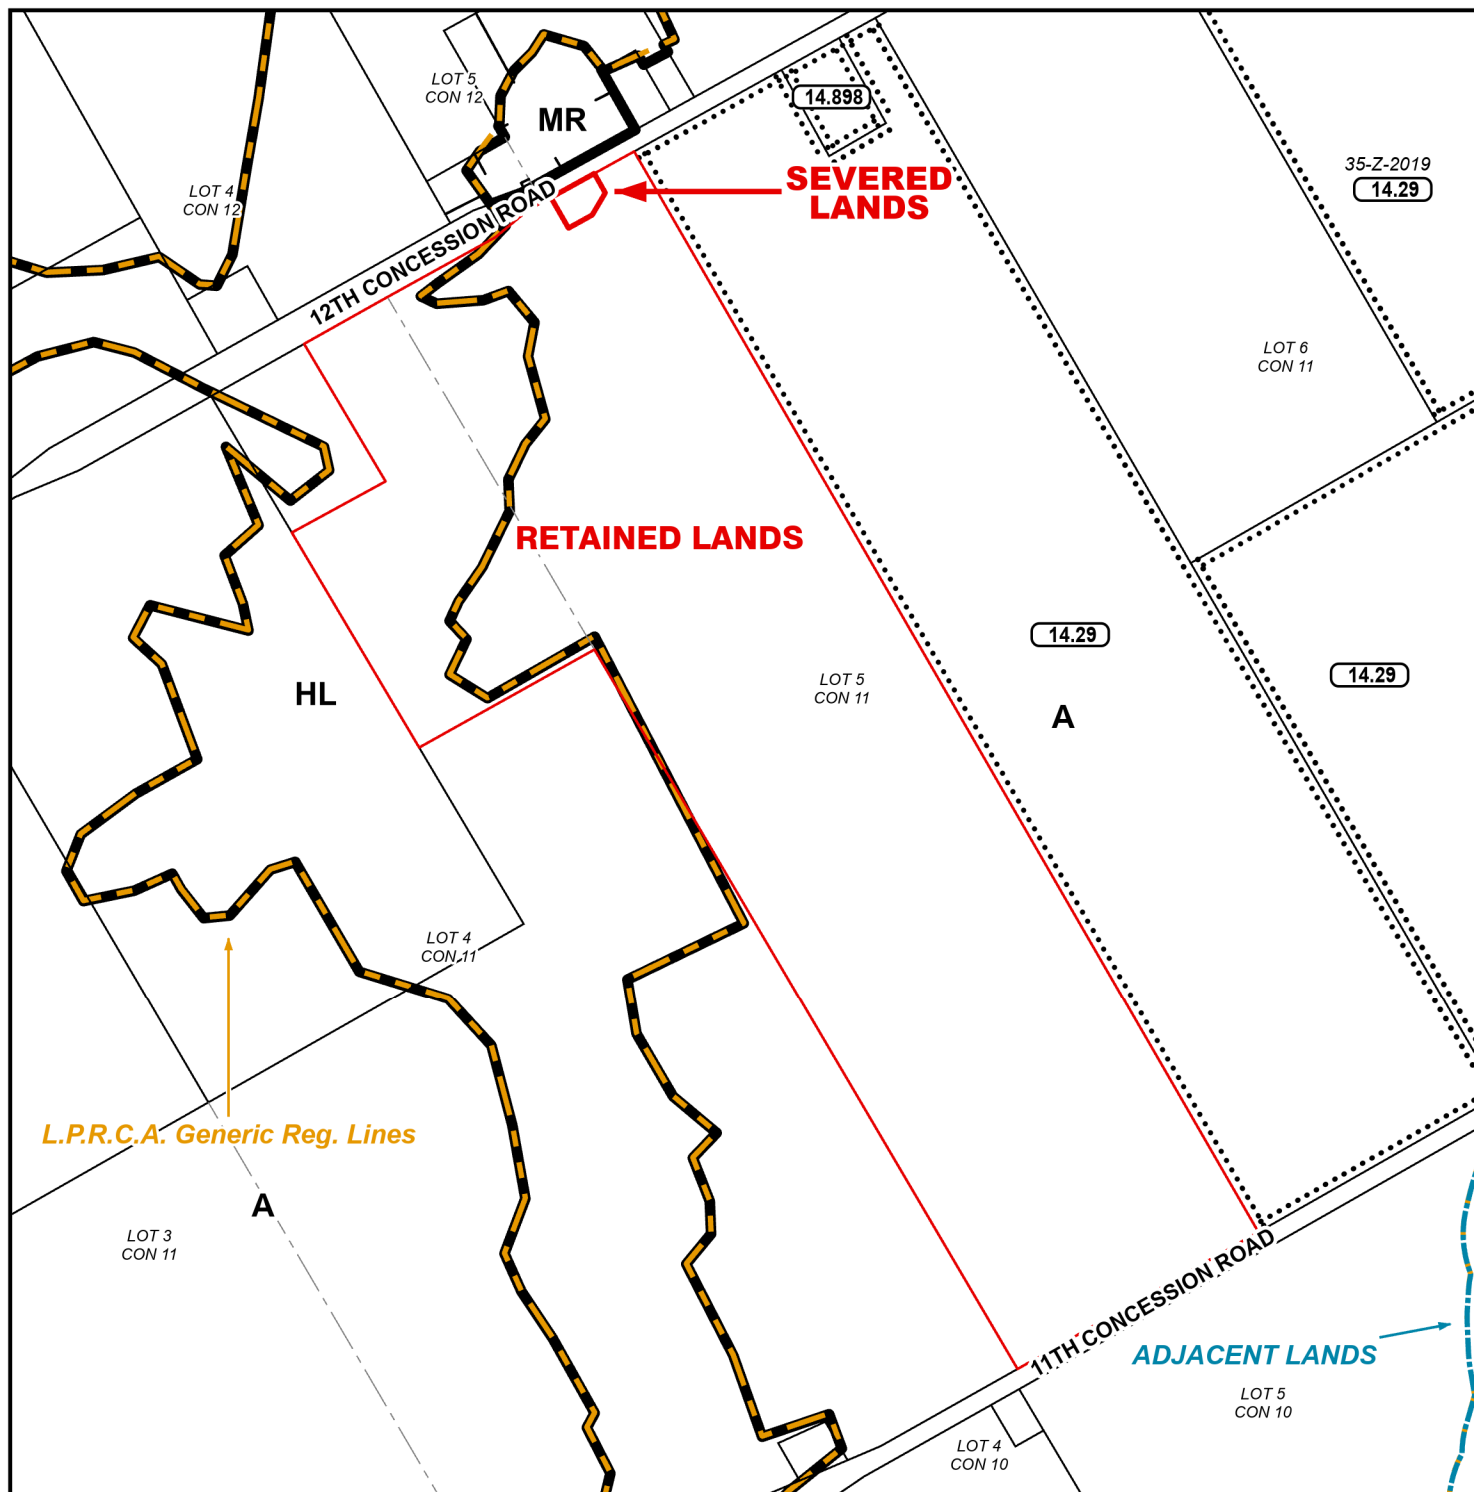 LOT 5
CON 12
MR
14.898
35-Z-2019
14.29
SEVERED
LANDS
LOT 4
CON 12
12TH CONCESSION ROAD
LOT 6
CON 11
RETAINED LANDS
14.29
14.29
LOT 5
CON 11
HL
A
LOT 4
CON 11
L.P.R.C.A. Generic Reg. Lines
A
LOT 3
CON 11
11TH CONCESSION ROAD
ADJACENT LANDS
LOT 5
CON 10
LOT 4
CON 10